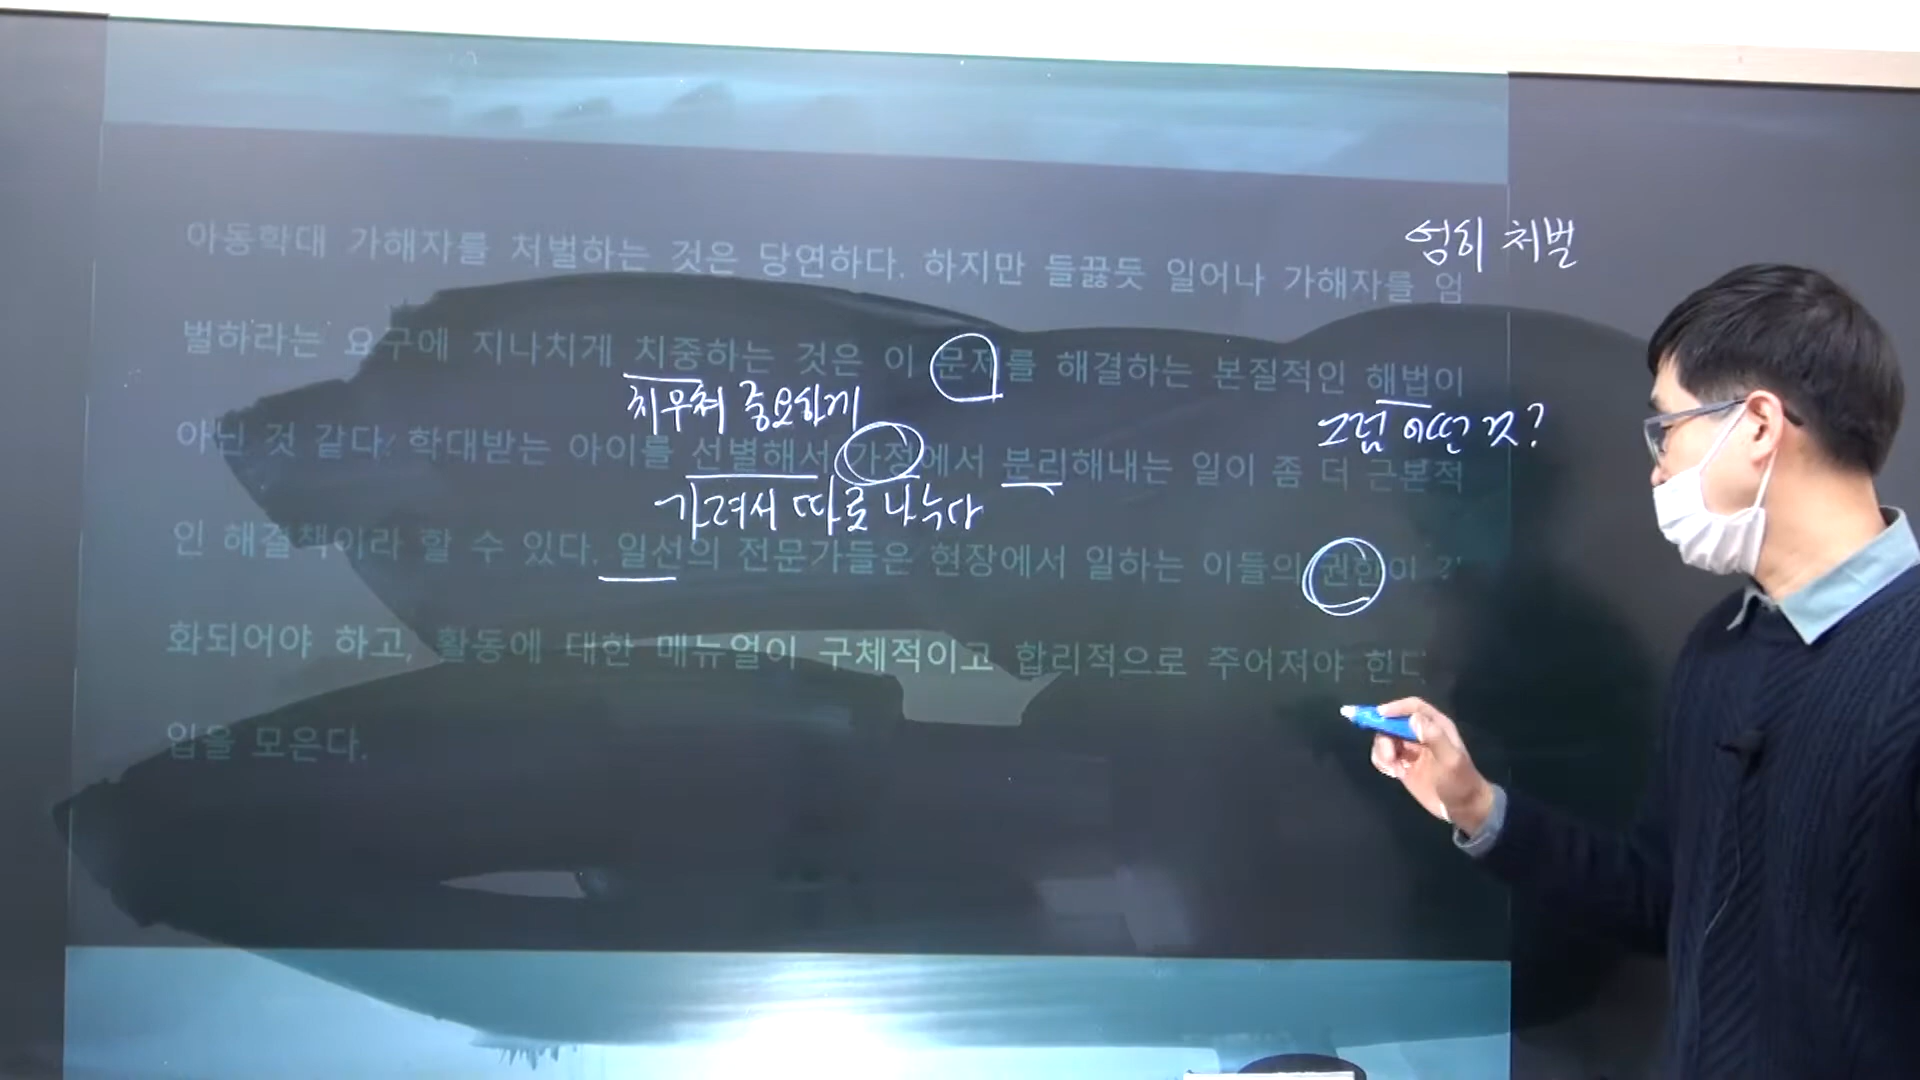 엄히 처벌
아동학대 가해자를 처벌하는 것은 당연하다. 하지만 들끓듯 일어나 가해자를 엄
벌하라는 요구에 지나치게 치중하는 것은 이 문제를 해결하는 본질적인 해법이
치우쳐 중요하게
그럼 어떤 것?
아닌 것 같다. 학대받는 아이를 선별해서 가정에서 분리해내는 일이 좀 더 근본적
가려서 따로 나누다
인 해결책이라 할 수 있다. 일선의 전문가들은 현장에서 일하는 이들의 권한이
화되어야 하고, 활동에 대한 매뉴얼이 구체적이고 합리적으로 주어져야 한다
입을 모은다.